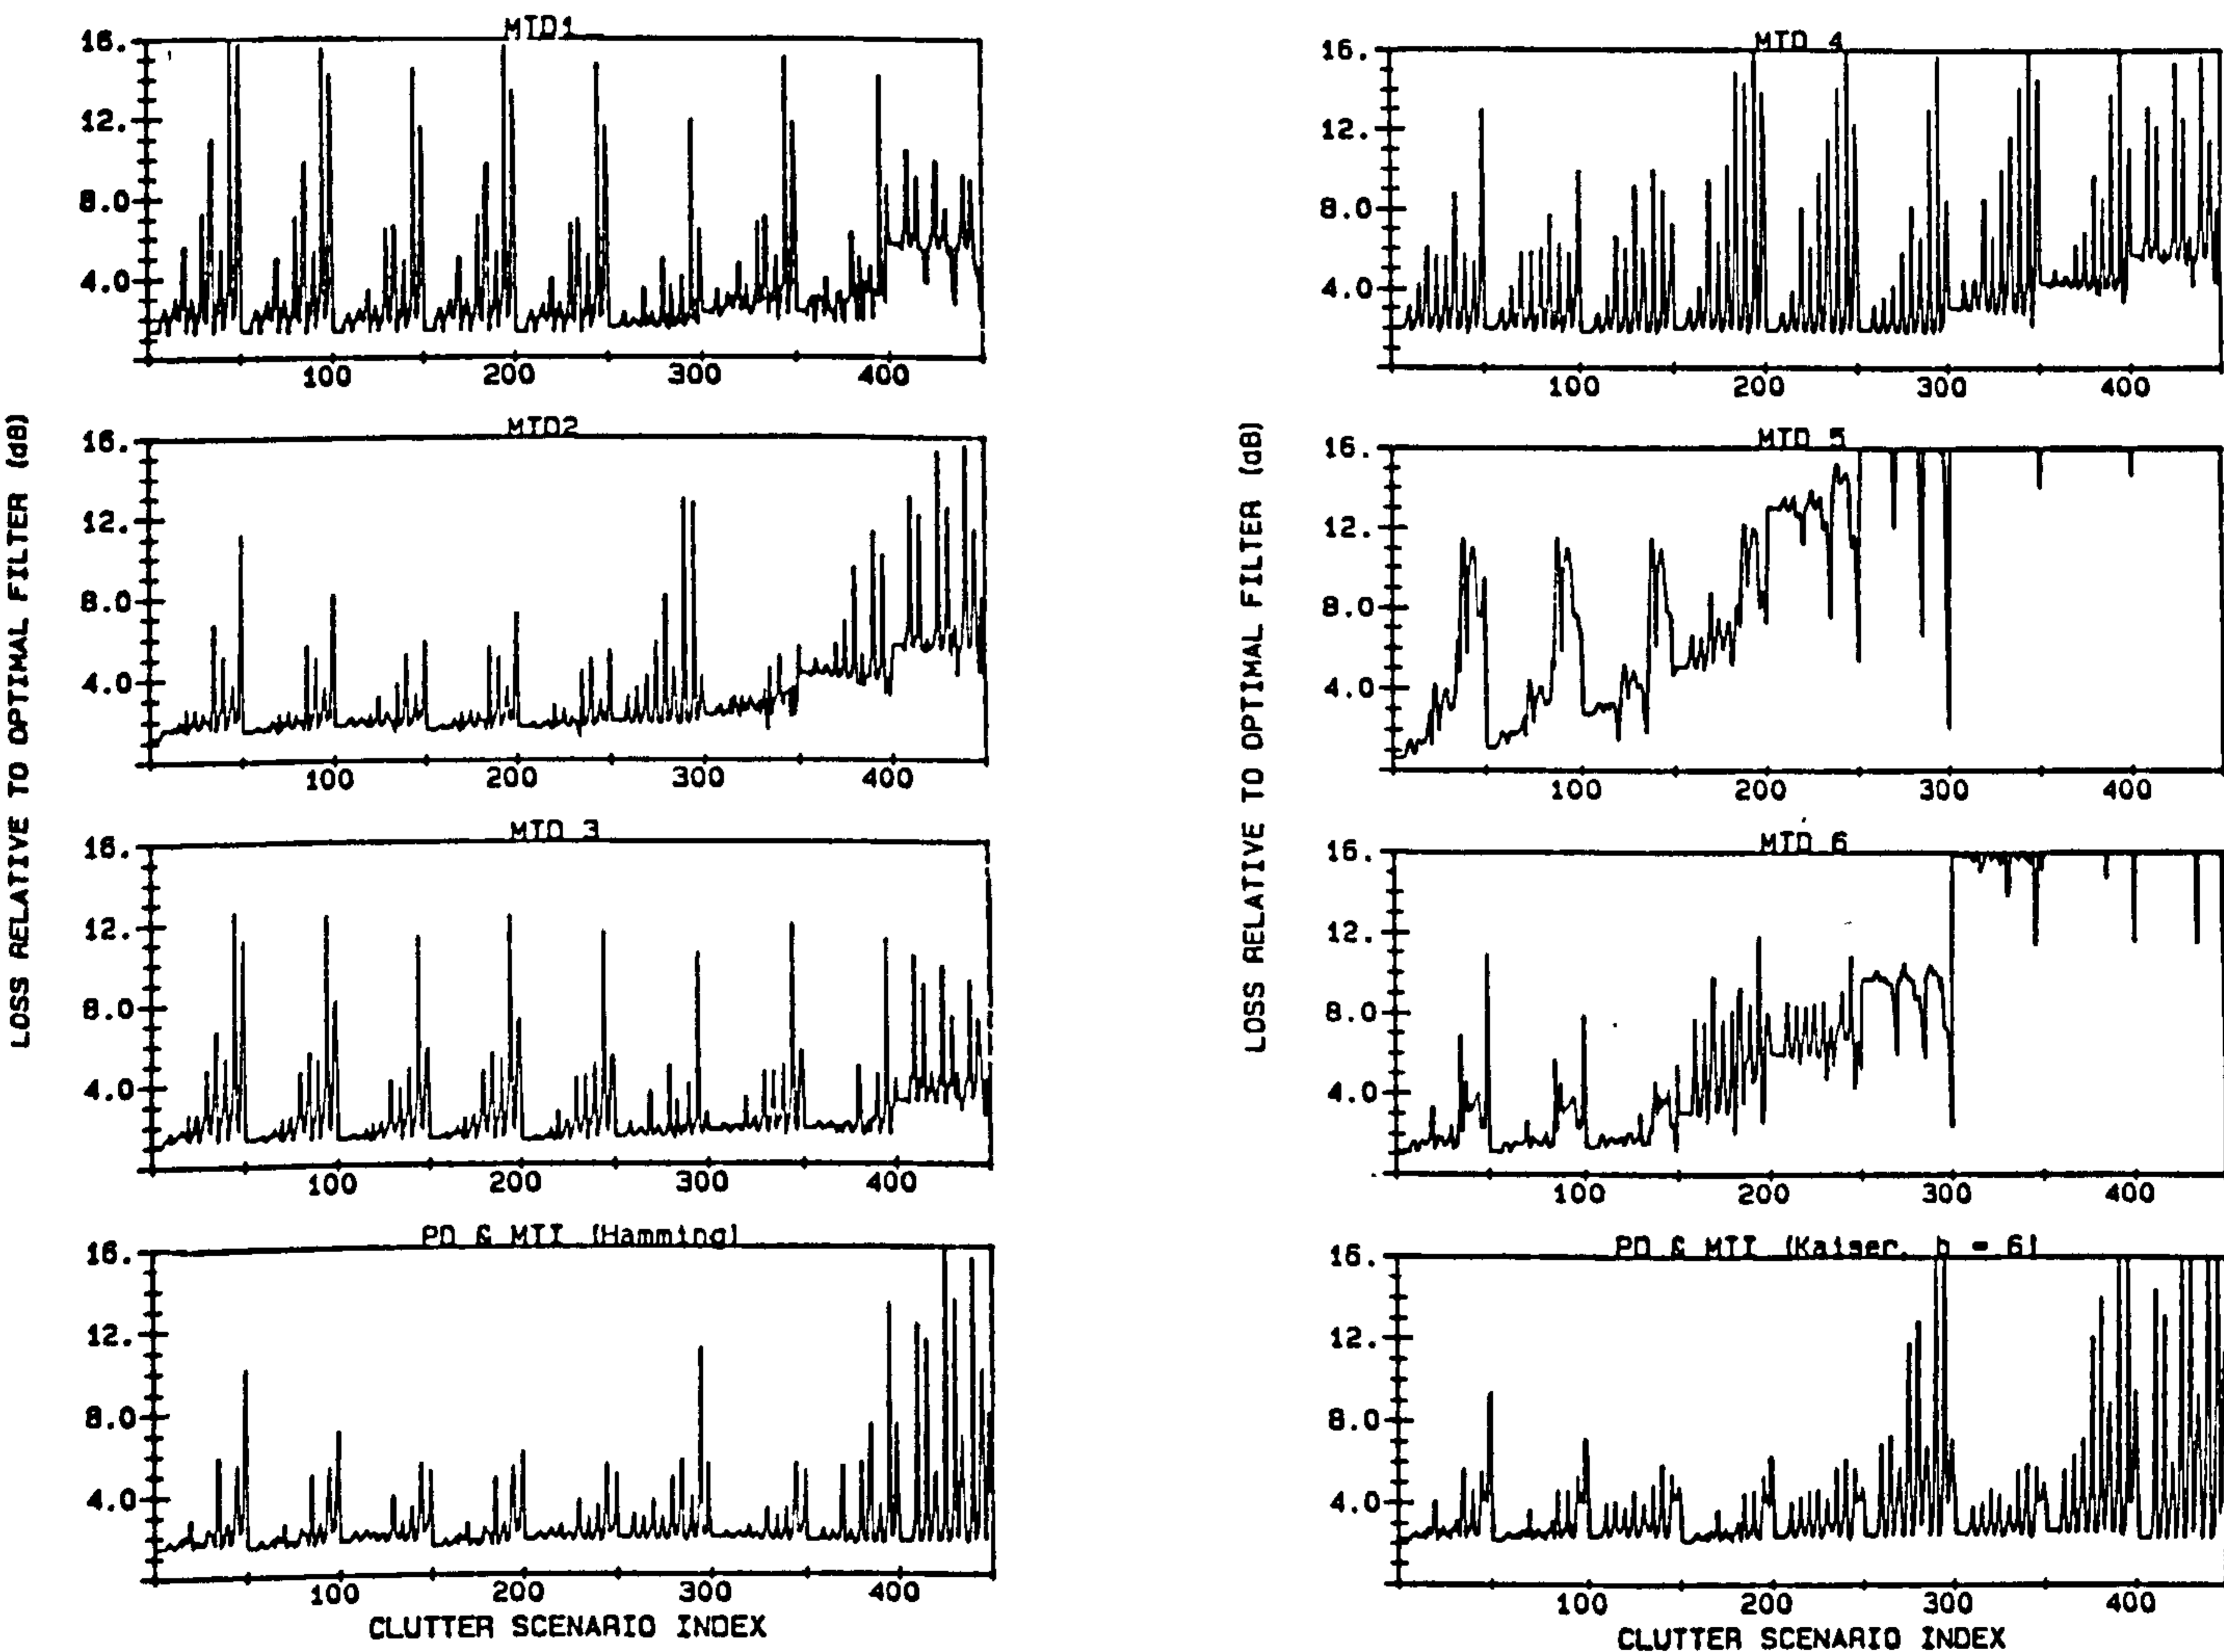 MTD1
16.
12.
8.0
4.0
100 200 300 400
MTD2
16.
12.
8.0
4.0
100 200 300 400
MTD 3
16.
12.
8.0
4.0
100 200 300 400
PD & MTI (Hamming)
16.
12.
8.0
4.0
100 200 300 400
CLUTTER SCENARIO INDEX
LOSS RELATIVE TO OPTIMAL FILTER (dB)
MTD 4
16.
12.
8.0
4.0
100 200 300 400
MTD 5
16.
12.
8.0
4.0
100 200 300 400
MTD 6
16.
12.
8.0
4.0
100 200 300 400
PD & MTI (Kaiser, b = 6)
16.
12.
8.0
4.0
100 200 300 400
CLUTTER SCENARIO INDEX
LOSS RELATIVE TO OPTIMAL FILTER (dB)